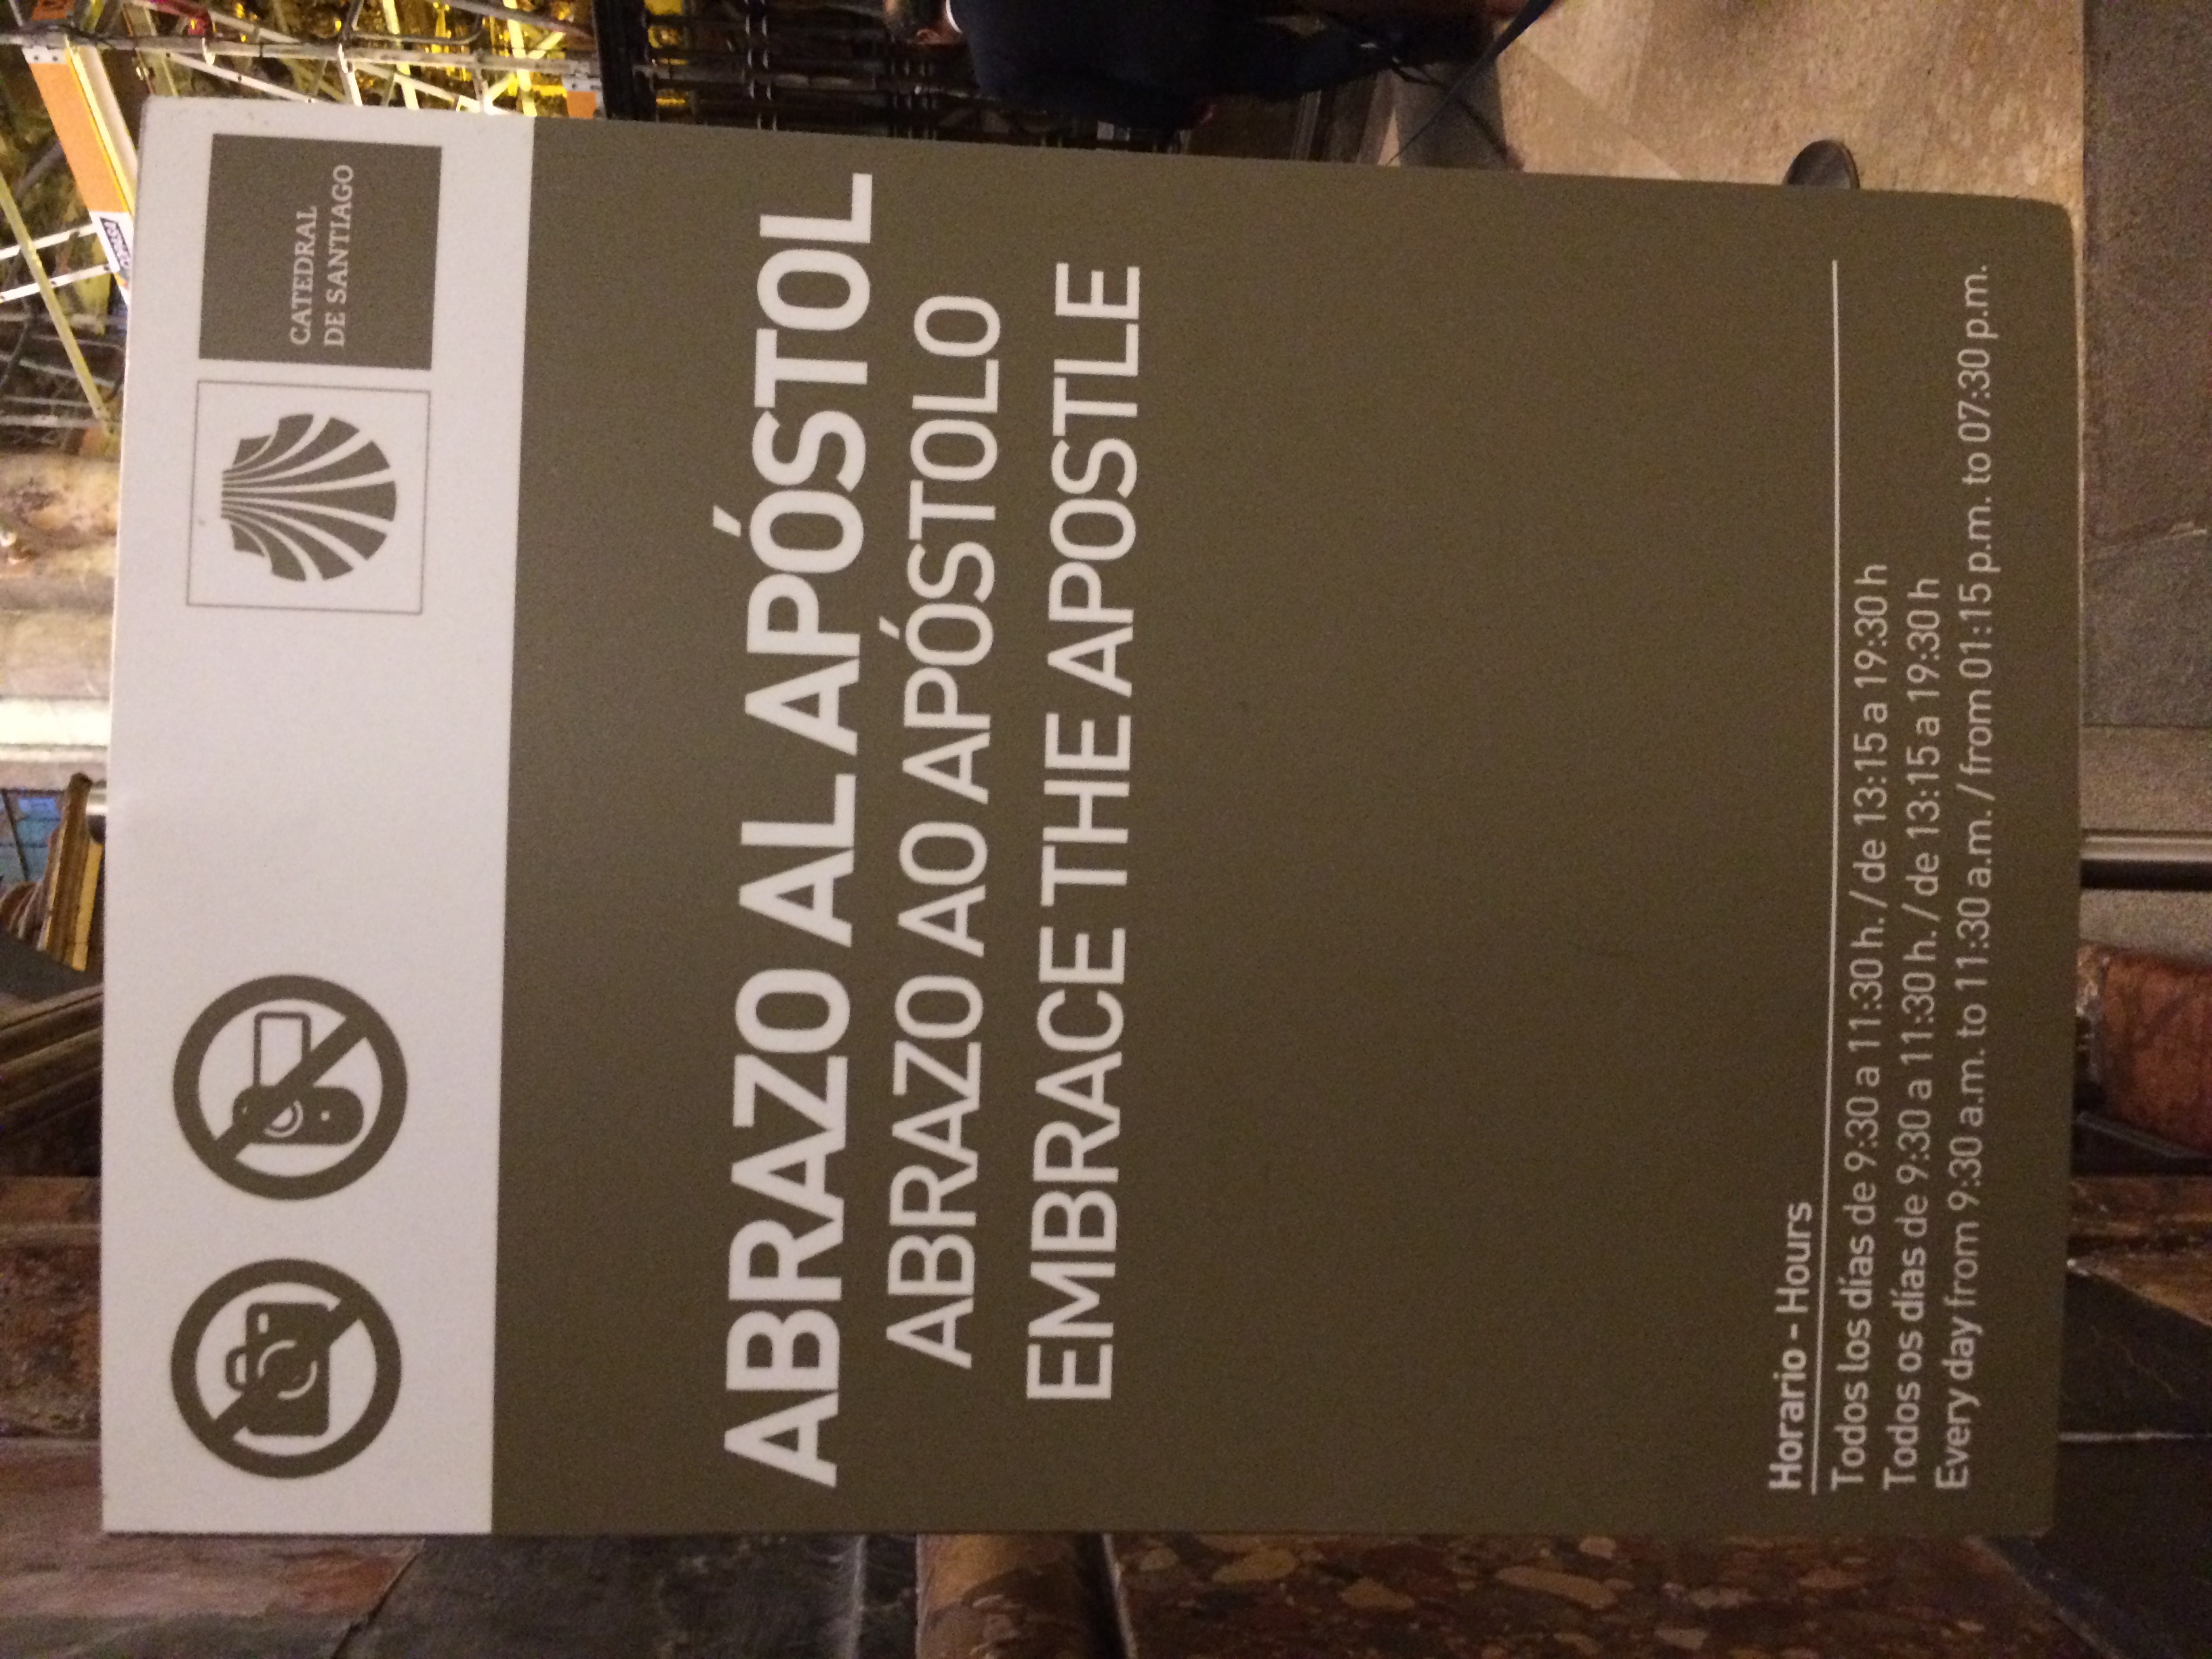 CATEDRAL
DE SANTIAGO
ABRAZO AL APÓSTOL
ABRAZO AO APÓSTOLO
EMBRACE THE APOSTLE
Horario - Hours
Todos los días de 9:30 a 11:30 h. / de 13:15 a 19:30 h
Todos os días de 9:30 a 11:30 h. / de 13:15 a 19:30 h
Every day from 9:30 a.m. to 11:30 a.m. / from 01:15 p.m. to 07:30 p.m.